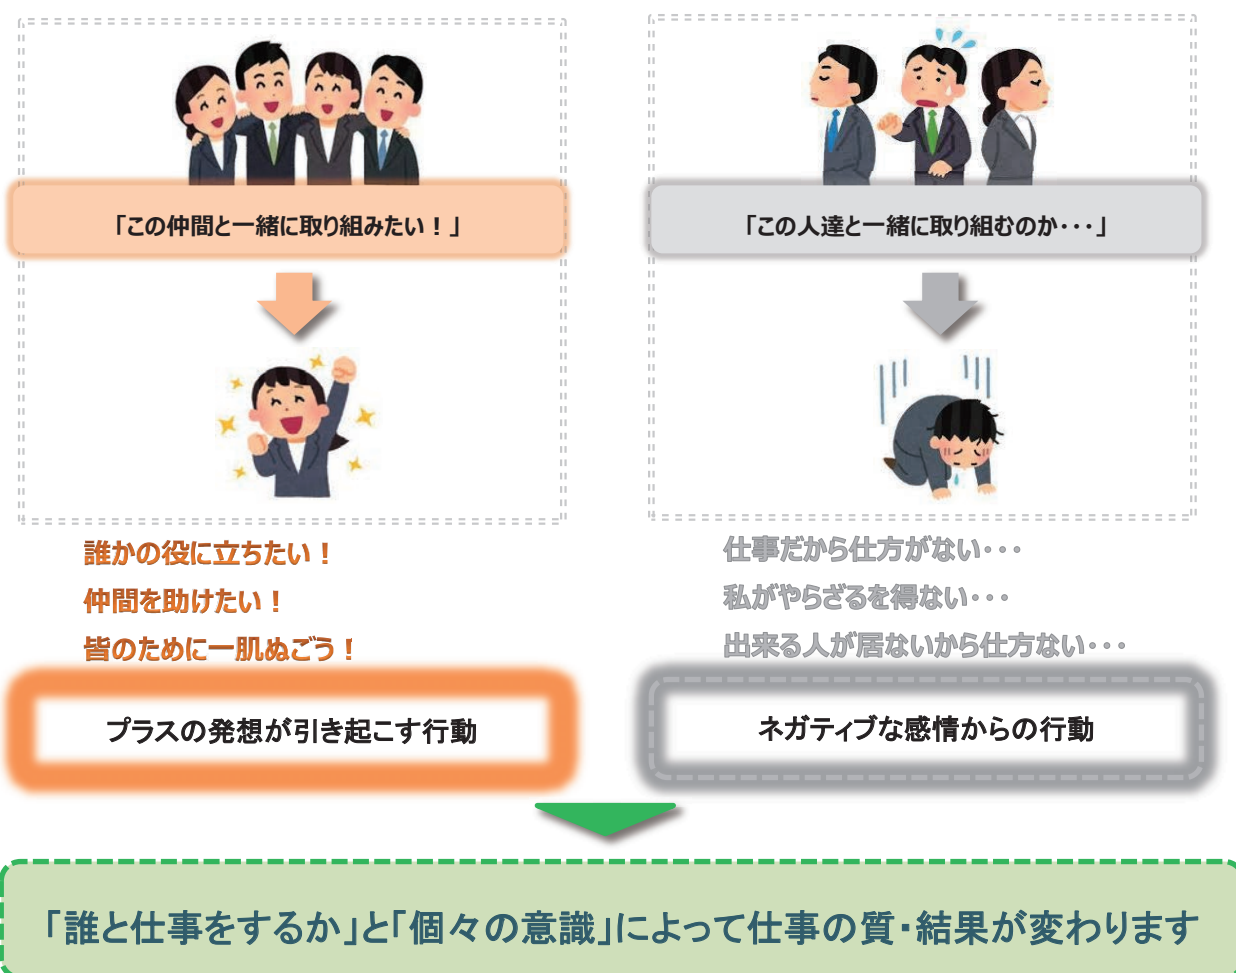 「この仲間と一緒に取り組みたい！」
誰かの役に立ちたい！
仲間を助けたい！
皆のために一肌ぬごう！
プラスの発想が引き起こす行動
「この人達と一緒に取り組むのか・・・」
仕事だから仕方がない・・・
私がやらざるを得ない・・・
出来る人が居ないから仕方ない・・・
ネガティブな感情からの行動
「誰と仕事をするか」と「個々の意識」によって仕事の質・結果が変わります